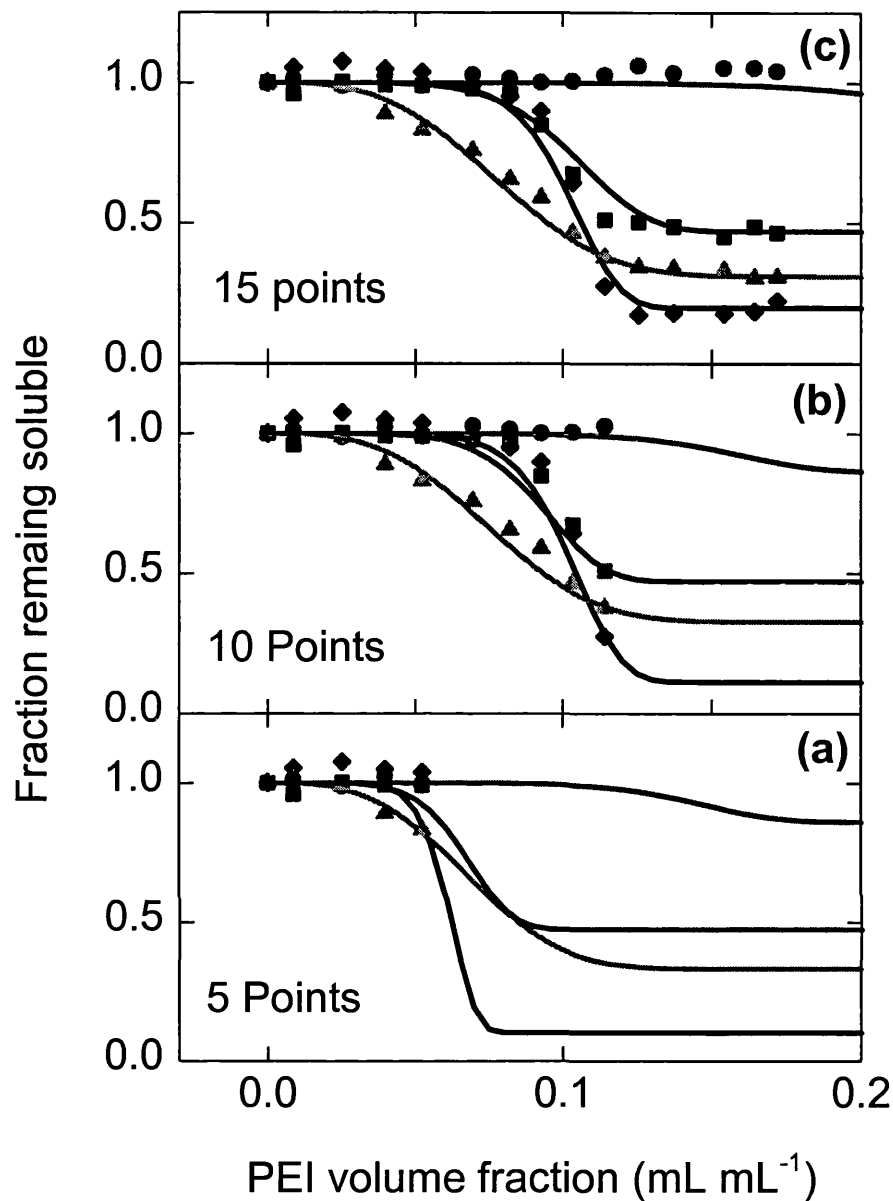 (c)
1.0
0.5
15 points
0.0
(b)
1.0
0.5
10 Points
0.0
(a)
1.0
0.5
5 Points
0.0
0.0 0.1 0.2
Fraction remaing soluble
PEI volume fraction (mL mL⁻¹)